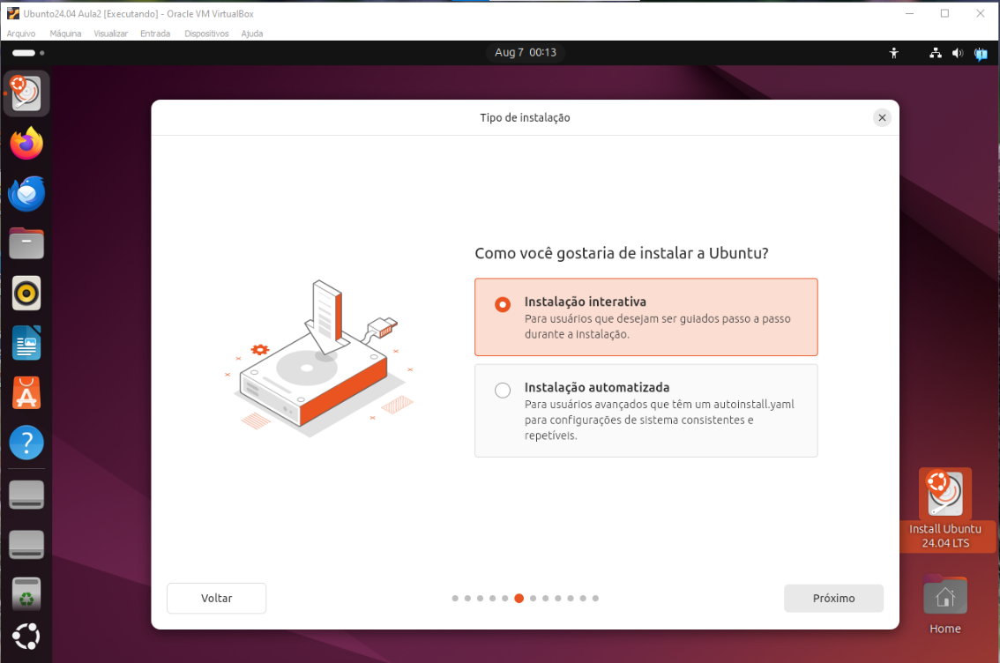 Ubunto24.04 Aula2 [Executando] - Oracle VM VirtualBox
Arquivo Máquina Visualizar Entrada Dispositivos Ajuda
Aug 7 00:13
Tipo de instalação
Como você gostaria de instalar a Ubuntu?
Instalação interativa
Para usuários que desejam ser guiados passo a passo
durante a instalação.
Instalação automatizada
Para usuários avançados que têm um autoinstall.yaml
para configurações de sistema consistentes e
repetíveis.
Install Ubuntu
24.04 LTS
Voltar
Próximo
Home